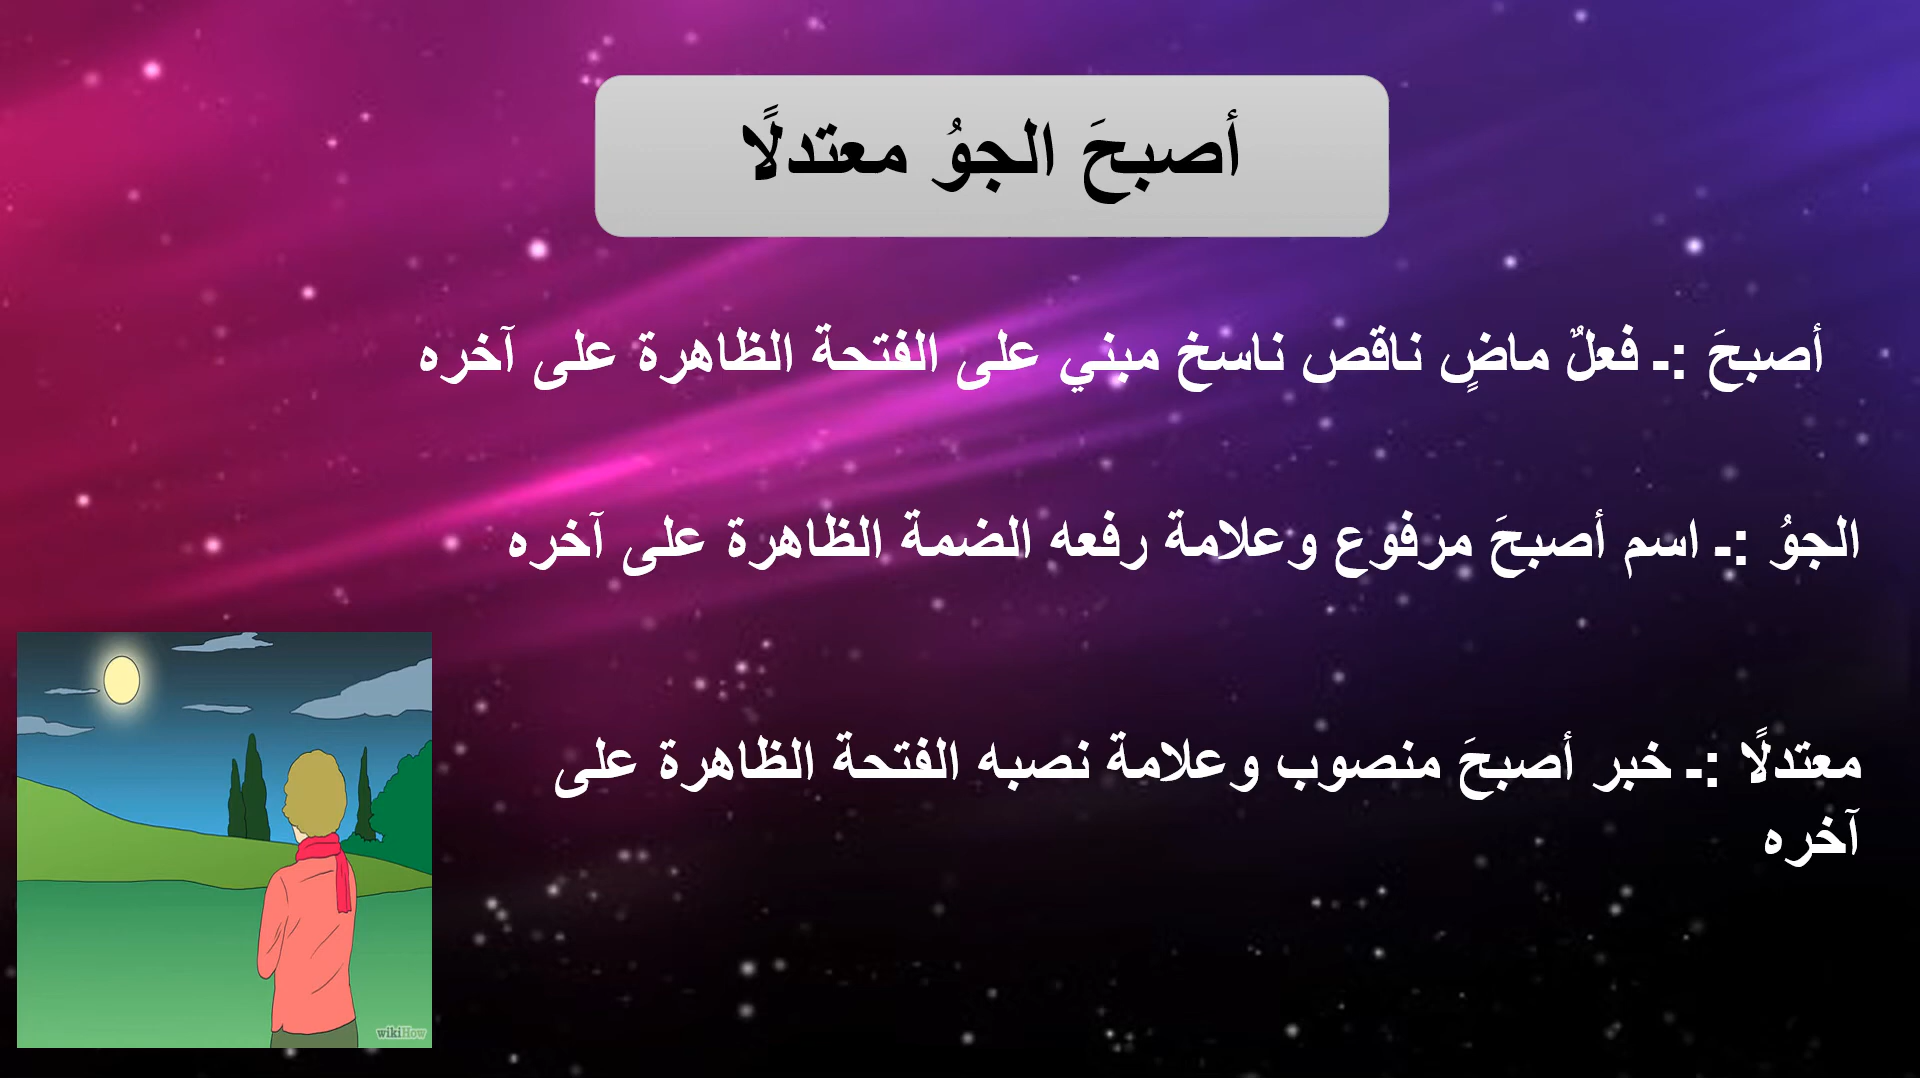 أصبحَ الجوُ معتدلًا
أصبحَ :ـ فعلٌ ماضٍ ناقص ناسخ مبني على الفتحة الظاهرة على آخره
الجوُ :ـ اسم أصبحَ مرفوع وعلامة رفعه الضمة الظاهرة على آخره
معتدلًا :ـ خبر أصبحَ منصوب وعلامة نصبه الفتحة الظاهرة على
آخره
wikiHow